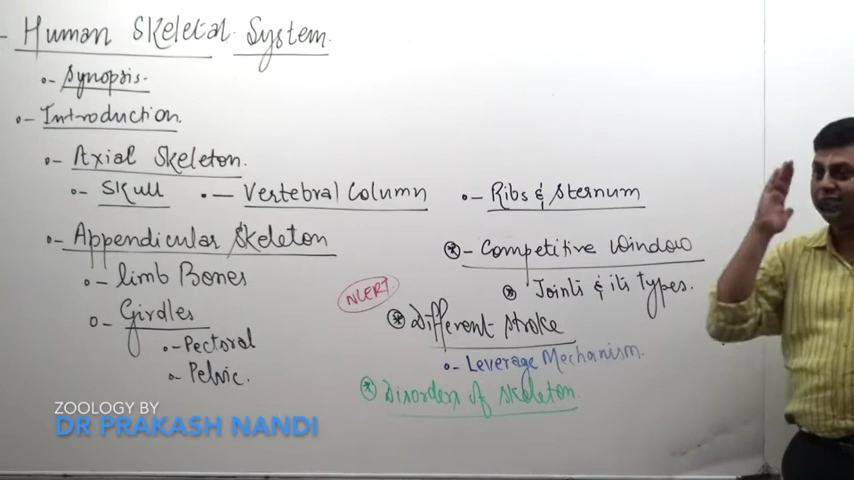 Human Skeletal System
Synopsis
Introduction
Axial Skeleton
Skull Vertebral Column Ribs & Sternum
Appendicular Skeleton
Competitive Window
Limb Bones
Joints & its types.
NCERT
Girdles
Different stroke
Pectoral
Leverage Mechanism.
Pelvic.
Disorders of skeleton.
ZOOLOGY BY
DR PRAKASH NANDI